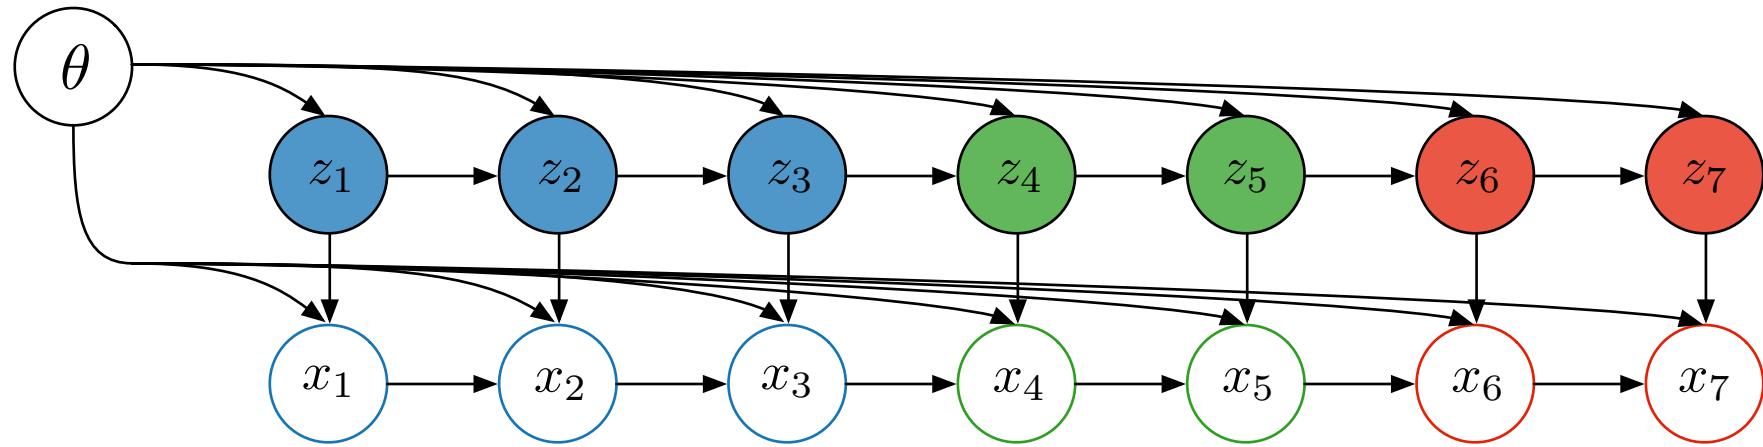 θ
z₁ z₂ z₃ z₄ z₅ z₆ z₇
x₁ x₂ x₃ x₄ x₅ x₆ x₇